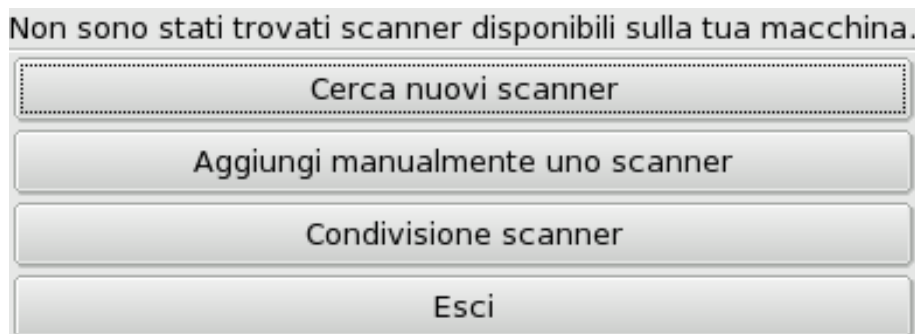 Non sono stati trovati scanner disponibili sulla tua macchina.
Cerca nuovi scanner
Aggiungi manualmente uno scanner
Condivisione scanner
Esci